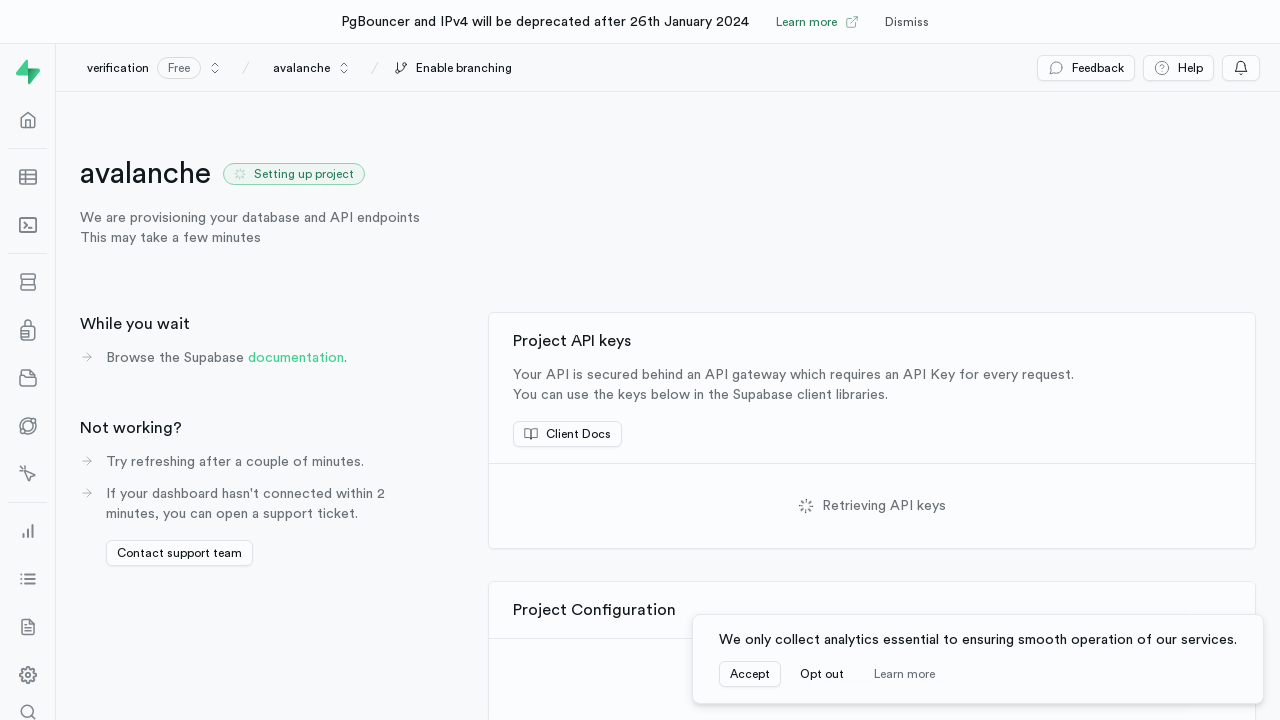 PgBouncer and IPv4 will be deprecated after 26th January 2024
Learn more
Dismiss
verification Free / avalanche / Enable branching
Feedback
Help
avalanche
Setting up project
We are provisioning your database and API endpoints
This may take a few minutes
While you wait
Browse the Supabase documentation.
Not working?
Try refreshing after a couple of minutes.
If your dashboard hasn't connected within 2
minutes, you can open a support ticket.
Contact support team
Project API keys
Your API is secured behind an API gateway which requires an API Key for every request.
You can use the keys below in the Supabase client libraries.
Client Docs
Retrieving API keys
Project Configuration
We only collect analytics essential to ensuring smooth operation of our services.
Accept
Opt out
Learn more